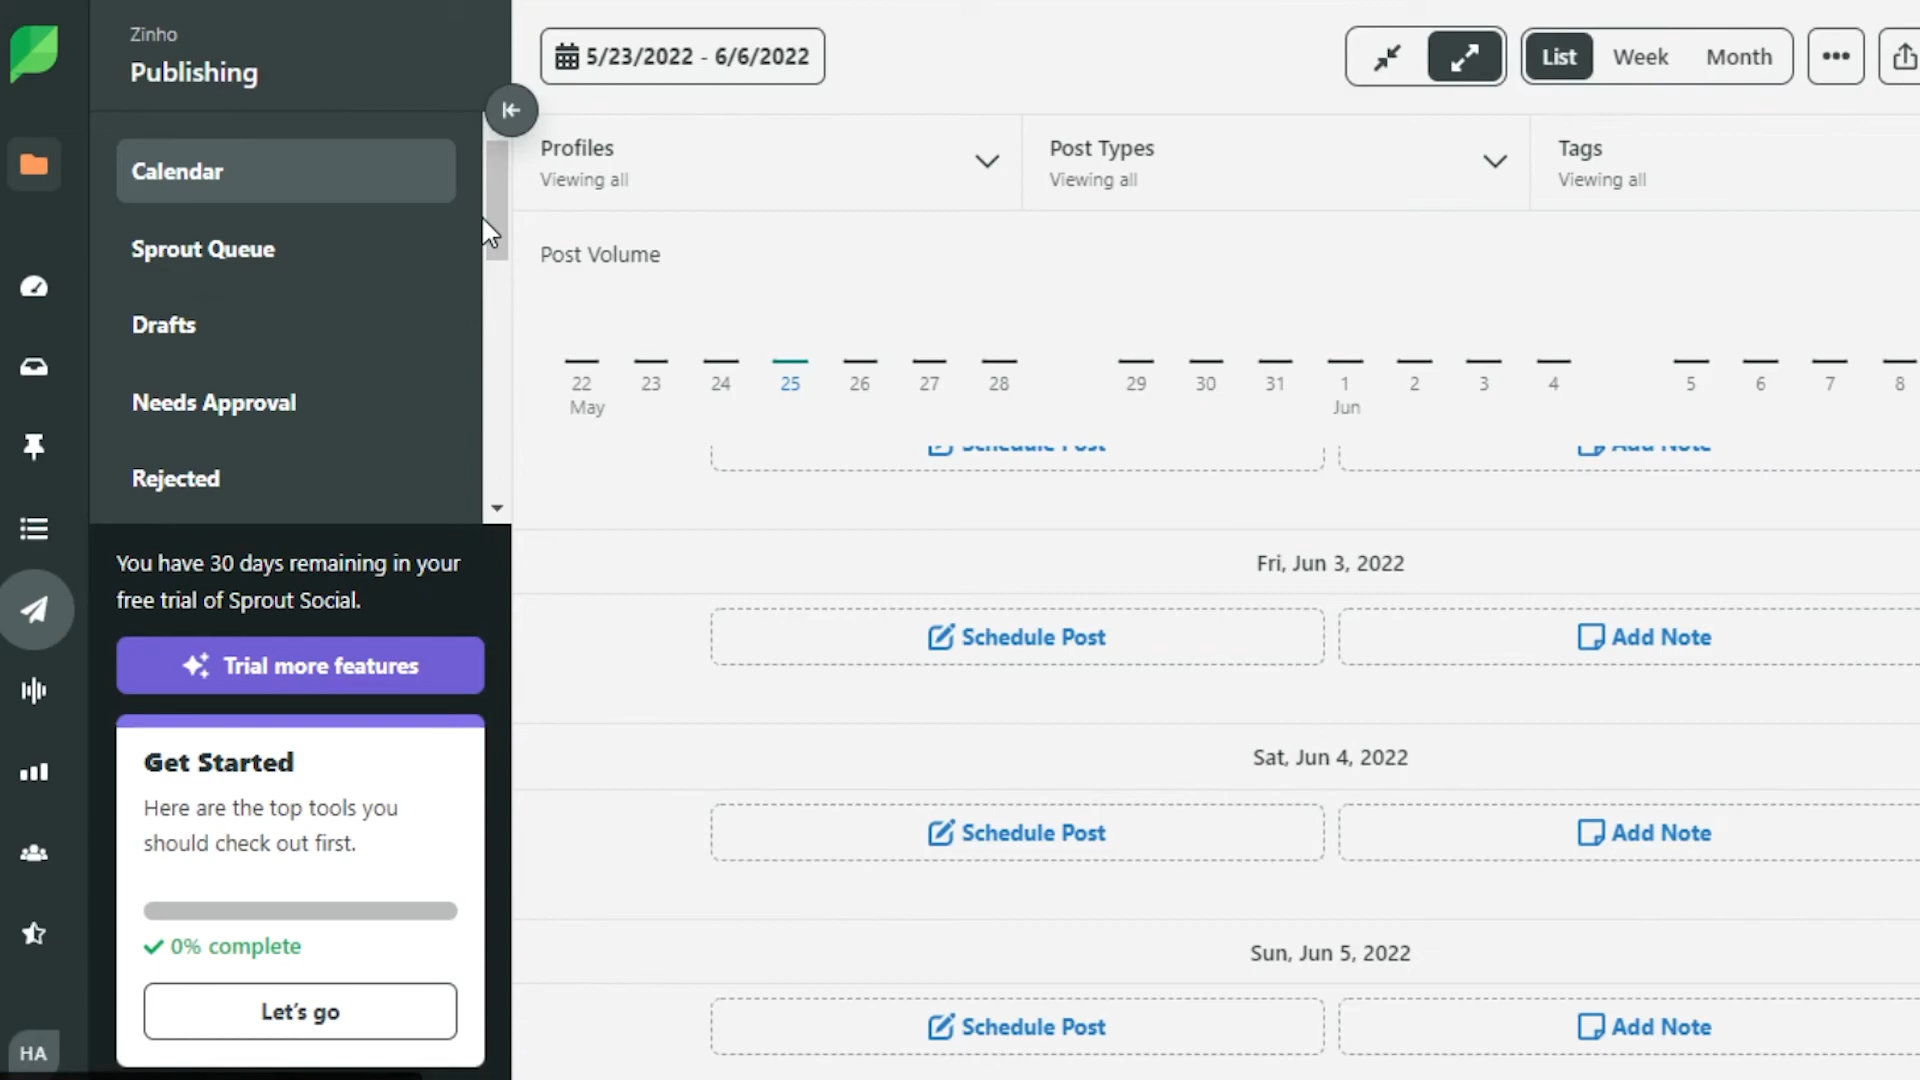 Zinho
Publishing
Calendar
Sprout Queue
Drafts
Needs Approval
Rejected
You have 30 days remaining in your
free trial of Sprout Social.
Trial more features
Get Started
Here are the top tools you
should check out first.
0% complete
Let's go
HA
5/23/2022 - 6/6/2022
List Week Month
Profiles
Viewing all
Post Types
Viewing all
Tags
Viewing all
Post Volume
22 23 24 25 26 27 28 29 30 31 1 2 3 4 5 6 7 8
May Jun
Schedule Post Add Note
Fri, Jun 3, 2022
Schedule Post Add Note
Sat, Jun 4, 2022
Schedule Post Add Note
Sun, Jun 5, 2022
Schedule Post Add Note